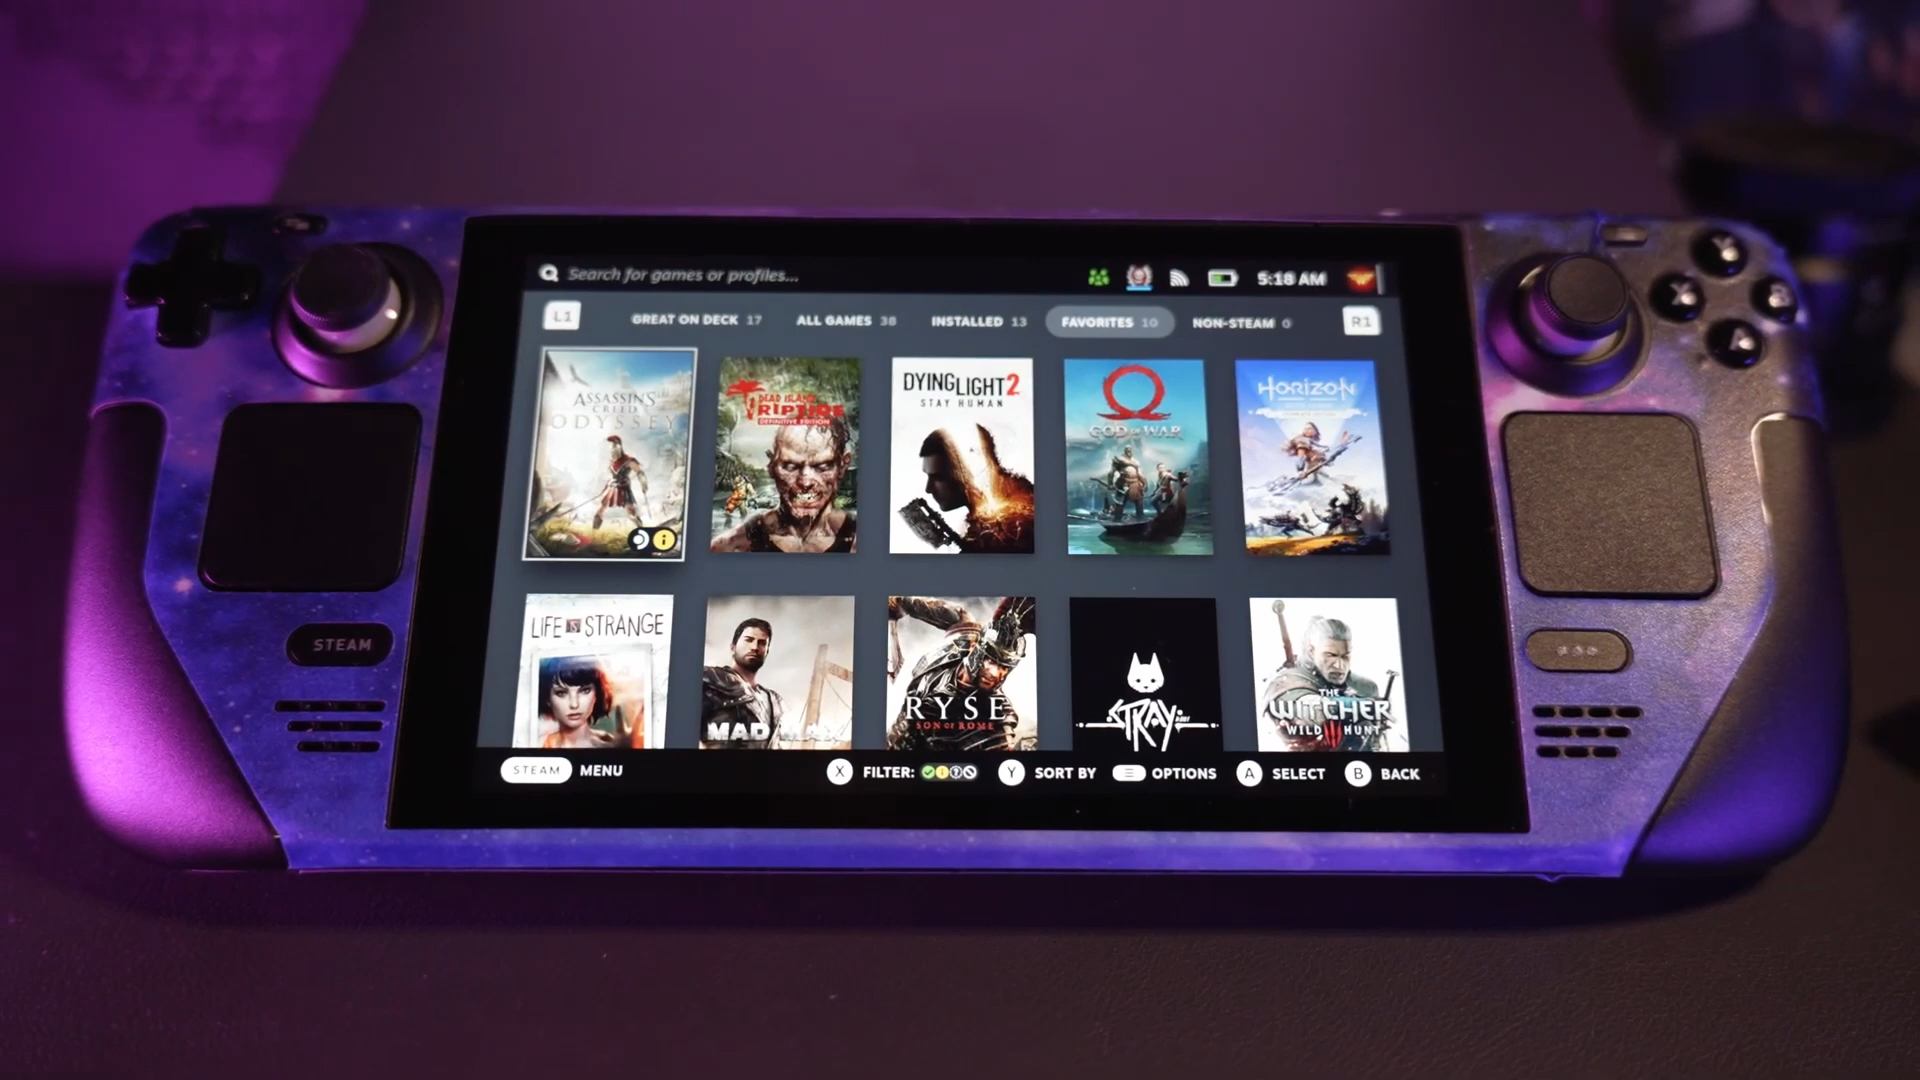 Search for games or profiles...
5:18 AM
L1
GREAT ON DECK 17
ALL GAMES 38
INSTALLED 13
FAVORITES 10
NON-STEAM 0
R1
ASSASSIN'S
CREED
ODYSSEY
DEAD ISLAND
RIPTIDE
DEFINITIVE EDITION
DYING LIGHT 2
STAY HUMAN
GOD OF WAR
HORIZON
LIFE IS STRANGE
MAD MAX
RYSE
SON OF ROME
STRAY
THE
WITCHER
WILD HUNT
STEAM MENU
X FILTER:
Y SORT BY
OPTIONS
A SELECT
B BACK
STEAM
Y
X
B
A